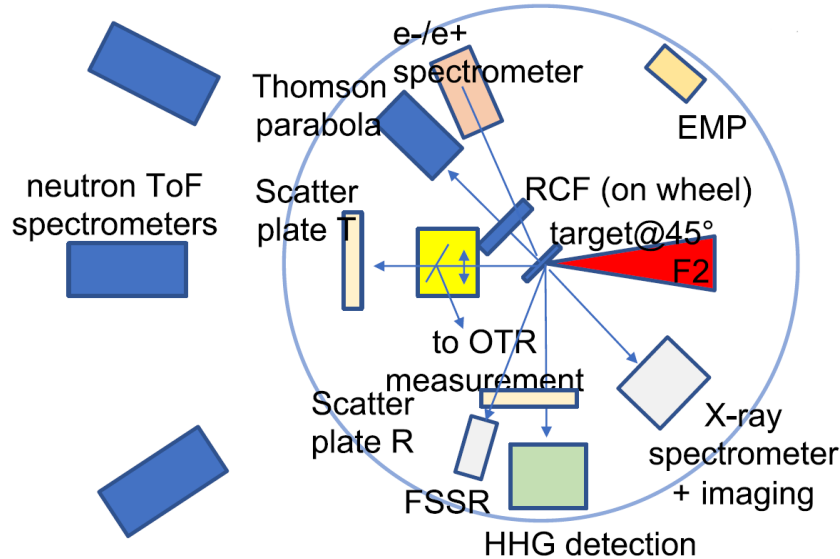 e-/e+
spectrometer
Thomson
parabola
EMP
neutron ToF
spectrometers
Scatter
plate T
RCF (on wheel)
target@45°
F2
to OTR
measurement
Scatter
plate R
FSSR
X-ray
spectrometer
+ imaging
HHG detection